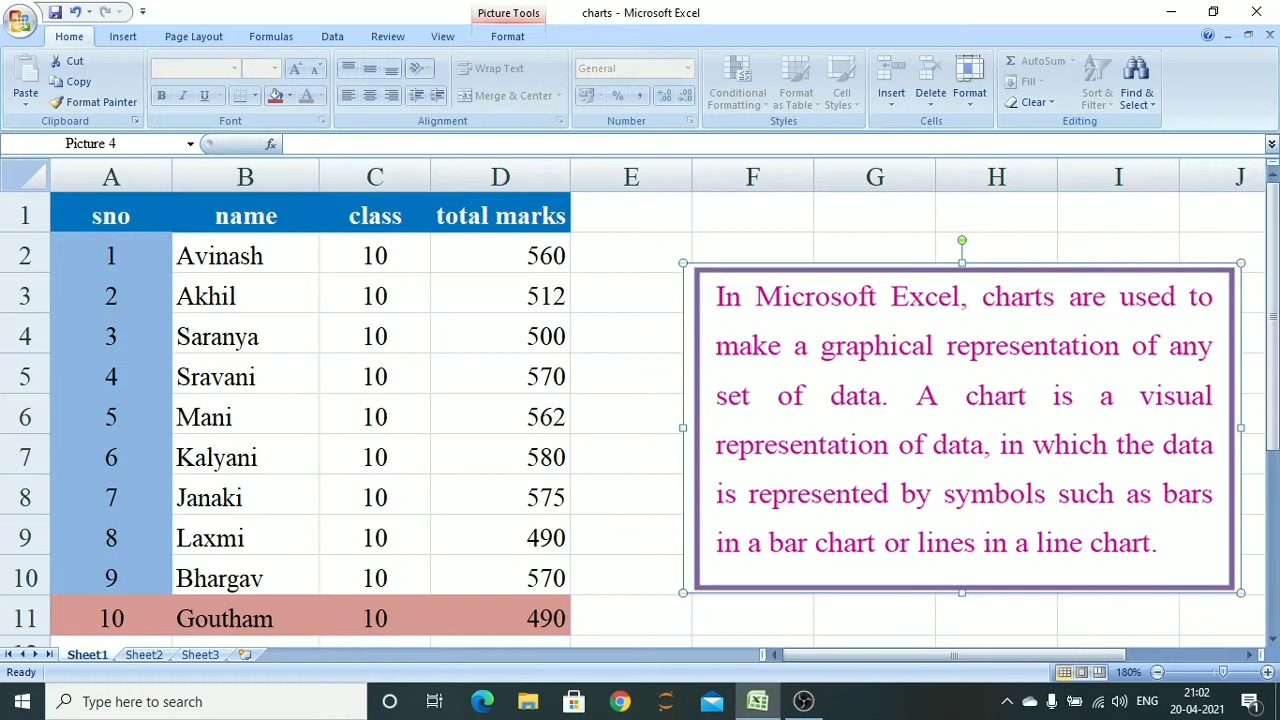 Picture Tools
charts - Microsoft Excel
Home Insert Page Layout Formulas Data Review View Format
Paste
Cut
Copy
Format Painter
Clipboard
B I U
A A
Font
Wrap Text
Merge & Center
Alignment
General
%
Number
Conditional Formatting
Format as Table
Cell Styles
Styles
Insert
Delete
Format
Cells
Σ AutoSum
Fill
Clear
Sort & Filter
Find & Select
Editing
Picture 4
fx
A B C D E F G H I J
1 sno name class total marks
2 1 Avinash 10 560
3 2 Akhil 10 512
4 3 Saranya 10 500
5 4 Sravani 10 570
6 5 Mani 10 562
7 6 Kalyani 10 580
8 7 Janaki 10 575
9 8 Laxmi 10 490
10 9 Bhargav 10 570
11 10 Goutham 10 490
In Microsoft Excel, charts are used to
make a graphical representation of any
set of data. A chart is a visual
representation of data, in which the data
is represented by symbols such as bars
in a bar chart or lines in a line chart.
Sheet1 Sheet2 Sheet3
Ready
180%
Type here to search
ENG
21:02
20-04-2021
1